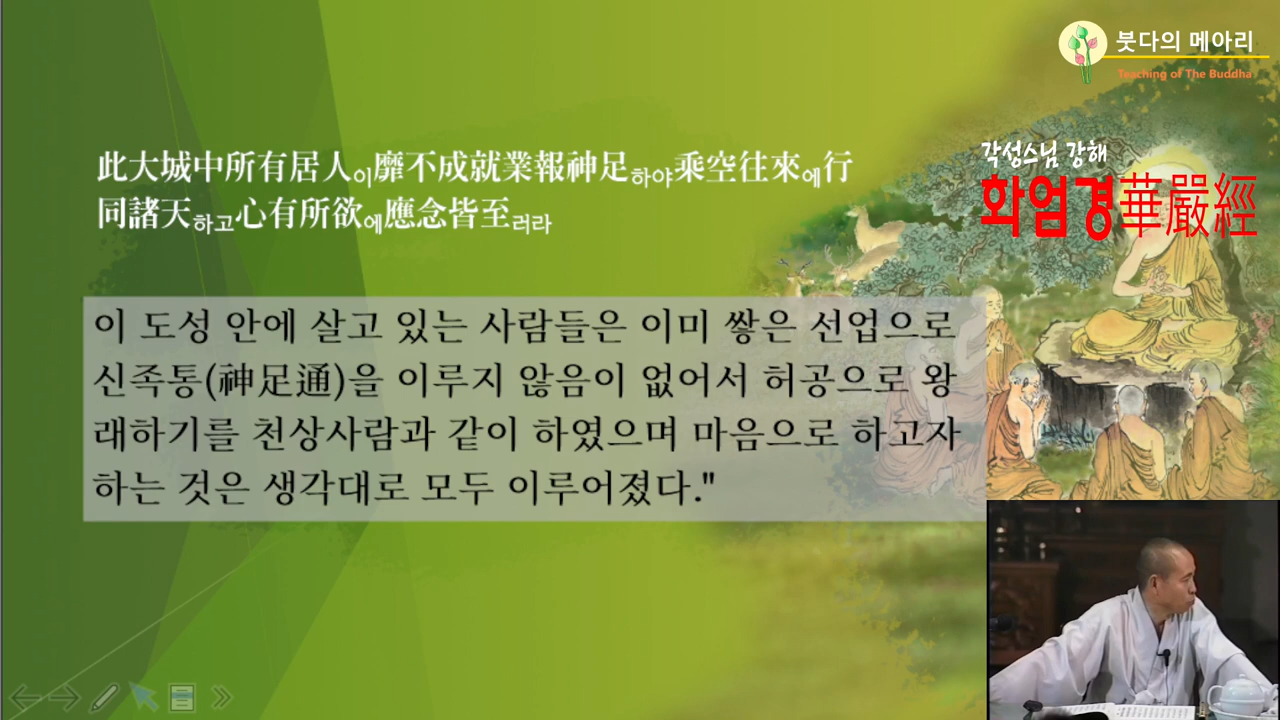 붓다의 메아리
Teaching of The Buddha
각성스님 강해
화엄경華嚴經
此大城中所有居人이靡不成就業報神足하야乘空往來에行
同諸天하고心有所欲에應念皆至러라
이 도성 안에 살고 있는 사람들은 이미 쌓은 선업으로
신족통(神足通)을 이루지 않음이 없어서 허공으로 왕
래하기를 천상사람과 같이 하였으며 마음으로 하고자
하는 것은 생각대로 모두 이루어졌다."